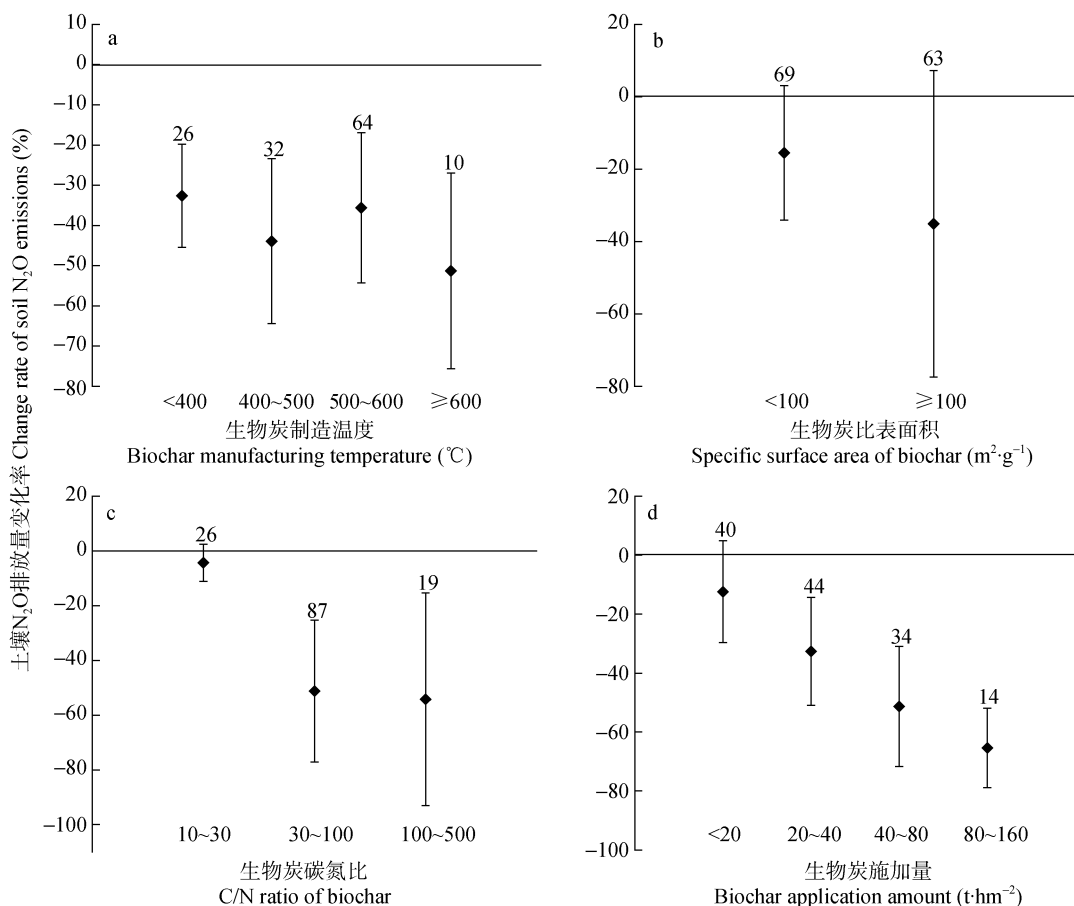 土壤N₂O排放量变化率 Change rate of soil N₂O emissions (%)
a
10
0
−10
−20
−30
−40
−50
−60
−70
−80
26
32
64
10
<400 400~500 500~600 ≥600
生物炭制造温度
Biochar manufacturing temperature (℃)
b
20
0
−20
−40
−60
−80
69
63
<100 ≥100
生物炭比表面积
Specific surface area of biochar (m²·g⁻¹)
c
20
0
−20
−40
−60
−80
−100
26
87
19
10~30 30~100 100~500
生物炭碳氮比
C/N ratio of biochar
d
20
0
−20
−40
−60
−80
−100
40
44
34
14
<20 20~40 40~80 80~160
生物炭施加量
Biochar application amount (t·hm⁻²)